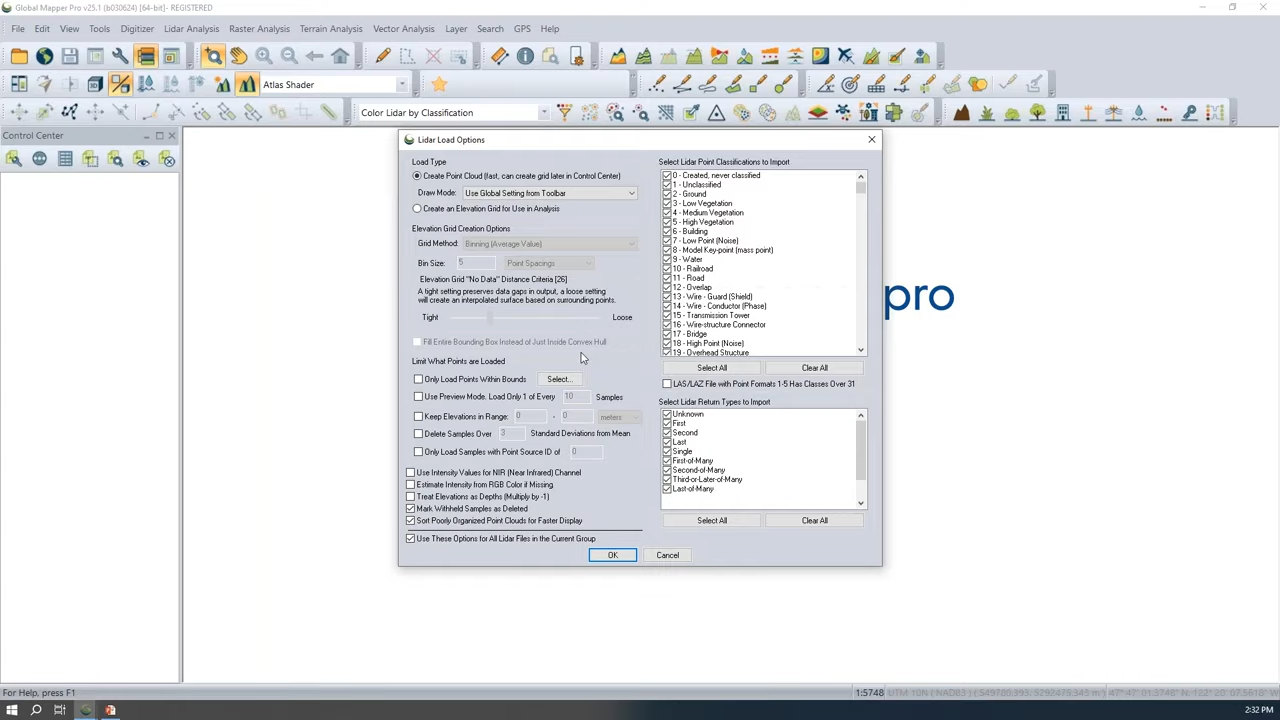 Global Mapper Pro v25.1 (b030624) [64-bit]- REGISTERED
File Edit View Tools Digitizer Lidar Analysis Raster Analysis Terrain Analysis Vector Analysis Layer Search GPS Help
Atlas Shader
Color Lidar by Classification
Control Center
pro
Lidar Load Options
Load Type
Create Point Cloud (fast, can create grid later in Control Center)
Draw Mode: Use Global Setting from Toolbar
Create an Elevation Grid for Use in Analysis
Elevation Grid Creation Options
Grid Method: Binning (Average Value)
Bin Size: 5 Point Spacings
Elevation Grid "No Data" Distance Criteria [26]
A tight setting preserves data gaps in output, a loose setting
will create an interpolated surface based on surrounding points.
Tight Loose
Fill Entire Bounding Box Instead of Just Inside Convex Hull
Limit What Points are Loaded
Only Load Points Within Bounds Select...
Use Preview Mode. Load Only 1 of Every 10 Samples
Keep Elevations in Range: 0 - 0 meters
Delete Samples Over 3 Standard Deviations from Mean
Only Load Samples with Point Source ID of 0
Use Intensity Values for NIR (Near Infrared) Channel
Estimate Intensity from RGB Color if Missing
Treat Elevations as Depths (Multiply by -1)
Mark Withheld Samples as Deleted
Sort Poorly Organized Point Clouds for Faster Display
Use These Options for All Lidar Files in the Current Group
Select Lidar Point Classifications to Import
0 - Created, never classified
1 - Unclassified
2 - Ground
3 - Low Vegetation
4 - Medium Vegetation
5 - High Vegetation
6 - Building
7 - Low Point (Noise)
8 - Model Key-point (mass point)
9 - Water
10 - Railroad
11 - Road
12 - Overlap
13 - Wire - Guard (Shield)
14 - Wire - Conductor (Phase)
15 - Transmission Tower
16 - Wire-structure Connector
17 - Bridge
18 - High Point (Noise)
19 - Overhead Structure
Select All Clear All
LAS/LAZ File with Point Formats 1-5 Has Classes Over 31
Select Lidar Return Types to Import
Unknown
First
Second
Last
Single
First-of-Many
Second-of-Many
Third-or-Later-of-Many
Last-of-Many
Select All Clear All
OK Cancel
For Help, press F1
1:5748
2:32 PM